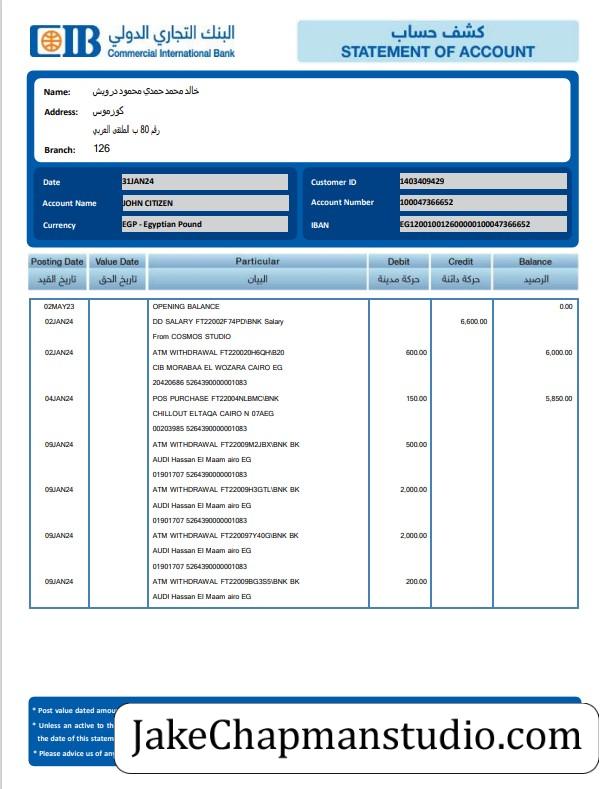 CIB البنك التجاري الدولي
Commercial International Bank
كشف حساب
STATEMENT OF ACCOUNT
Name: خالد محمد حمدي محمود درويش
Address: كوزموس
رقم 80 ب الملتقى العربي
Branch: 126
Date 31JAN24
Account Name JOHN CITIZEN
Currency EGP - Egyptian Pound
Customer ID 1403409429
Account Number 100047366652
IBAN EG120010012600000100047366652
Posting Date Value Date Particular Debit Credit Balance
تاريخ القيد تاريخ الحق البيان حركة مدينة حركة دائنة الرصيد
02MAY23 OPENING BALANCE 0.00
02JAN24 DD SALARY FT22002F74PD\BNK Salary 6,600.00
From COSMOS STUDIO
02JAN24 ATM WITHDRAWAL FT220020H6QH\B20 600.00 6,000.00
CIB MORABAA EL WOZARA CAIRO EG
20420686 5264390000001083
04JAN24 POS PURCHASE FT22004NLBMC\BNK 150.00 5,850.00
CHILLOUT ELTAQA CAIRO N 07AEG
00203985 5264390000001083
09JAN24 ATM WITHDRAWAL FT22009M2JBX\BNK BK 500.00
AUDI Hassan El Maam airo EG
01901707 5264390000001083
09JAN24 ATM WITHDRAWAL FT22009H3GTL\BNK BK 2,000.00
AUDI Hassan El Maam airo EG
01901707 5264390000001083
09JAN24 ATM WITHDRAWAL FT220097Y40G\BNK BK 2,000.00
AUDI Hassan El Maam airo EG
01901707 5264390000001083
09JAN24 ATM WITHDRAWAL FT22009BG3S5\BNK BK 200.00
AUDI Hassan El Maam airo EG
* Post value dated
* Unless an active to
the date of this
* Please advice us of
JakeChapmanstudio.com